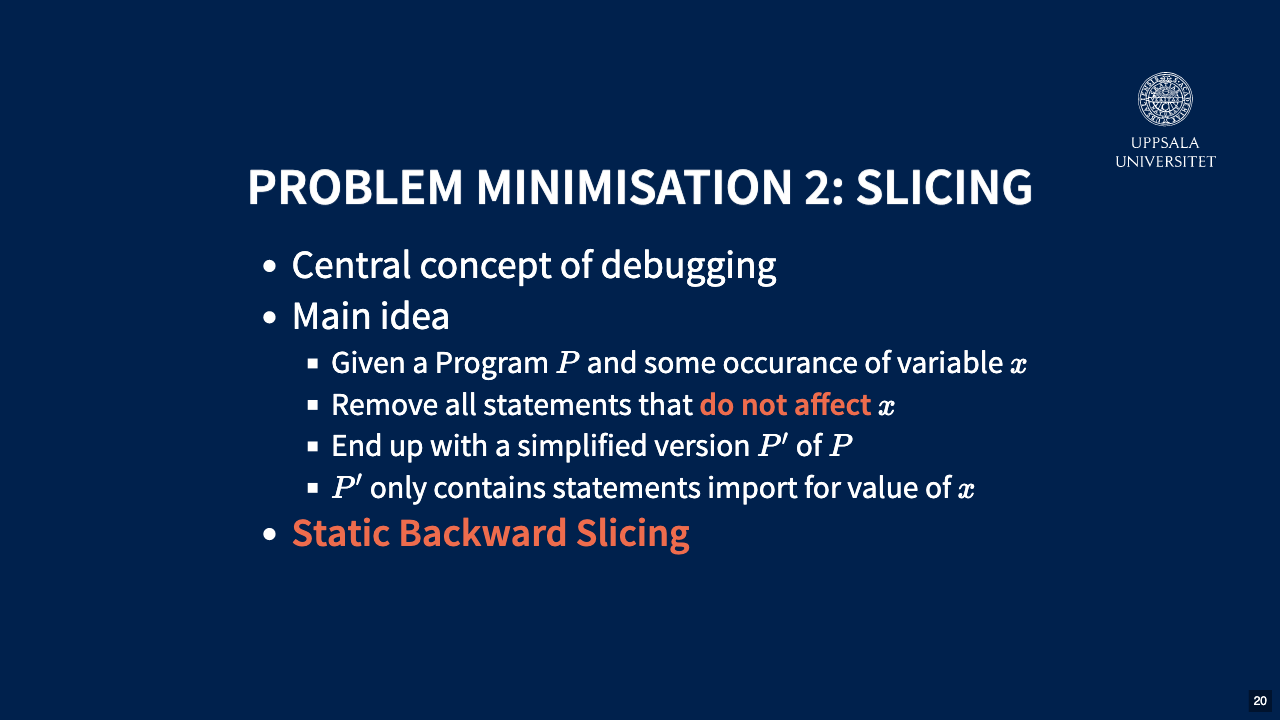 UPPSALA
UNIVERSITET
PROBLEM MINIMISATION 2: SLICING
• Central concept of debugging
• Main idea
▪ Given a Program P and some occurance of variable x
▪ Remove all statements that do not affect x
▪ End up with a simplified version P′ of P
▪ P′ only contains statements import for value of x
• Static Backward Slicing
20